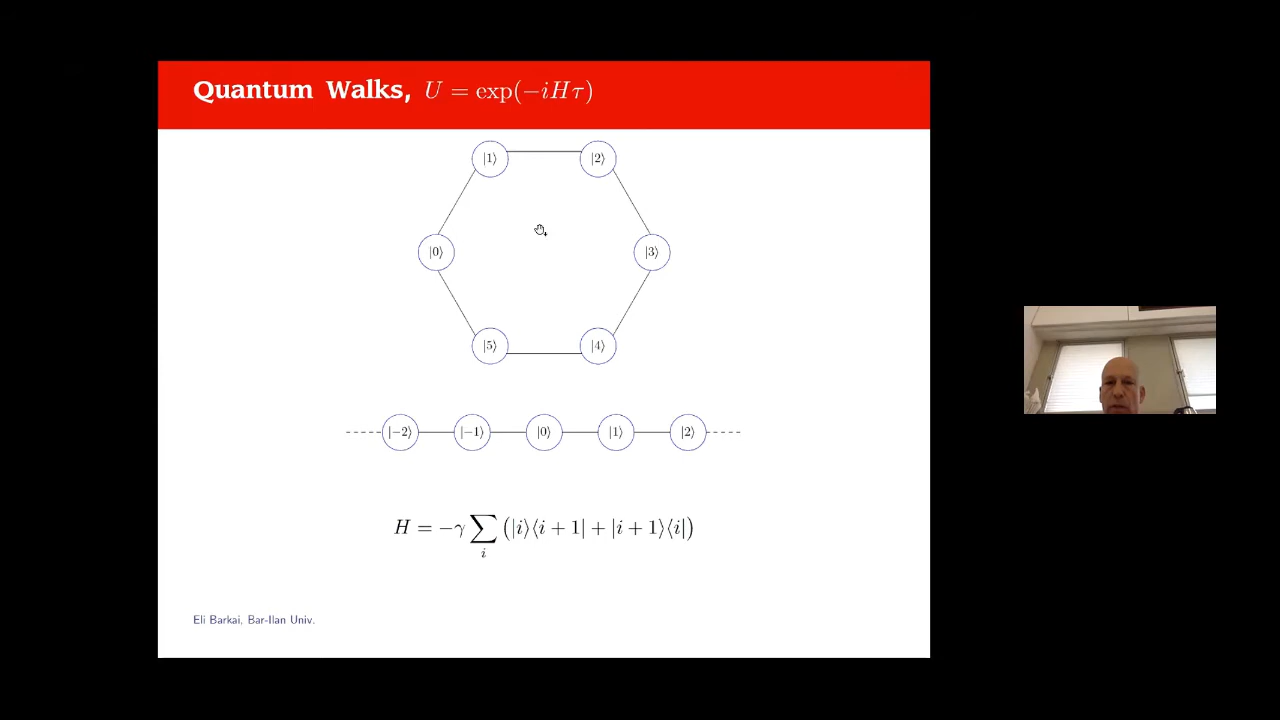 Quantum Walks, U = exp(−iHτ)
|1⟩ |2⟩
|0⟩ |3⟩
|5⟩ |4⟩
|−2⟩ |−1⟩ |0⟩ |1⟩ |2⟩
H = −γ ∑_i (|i⟩⟨i + 1| + |i + 1⟩⟨i|)
Eli Barkai, Bar-Ilan Univ.